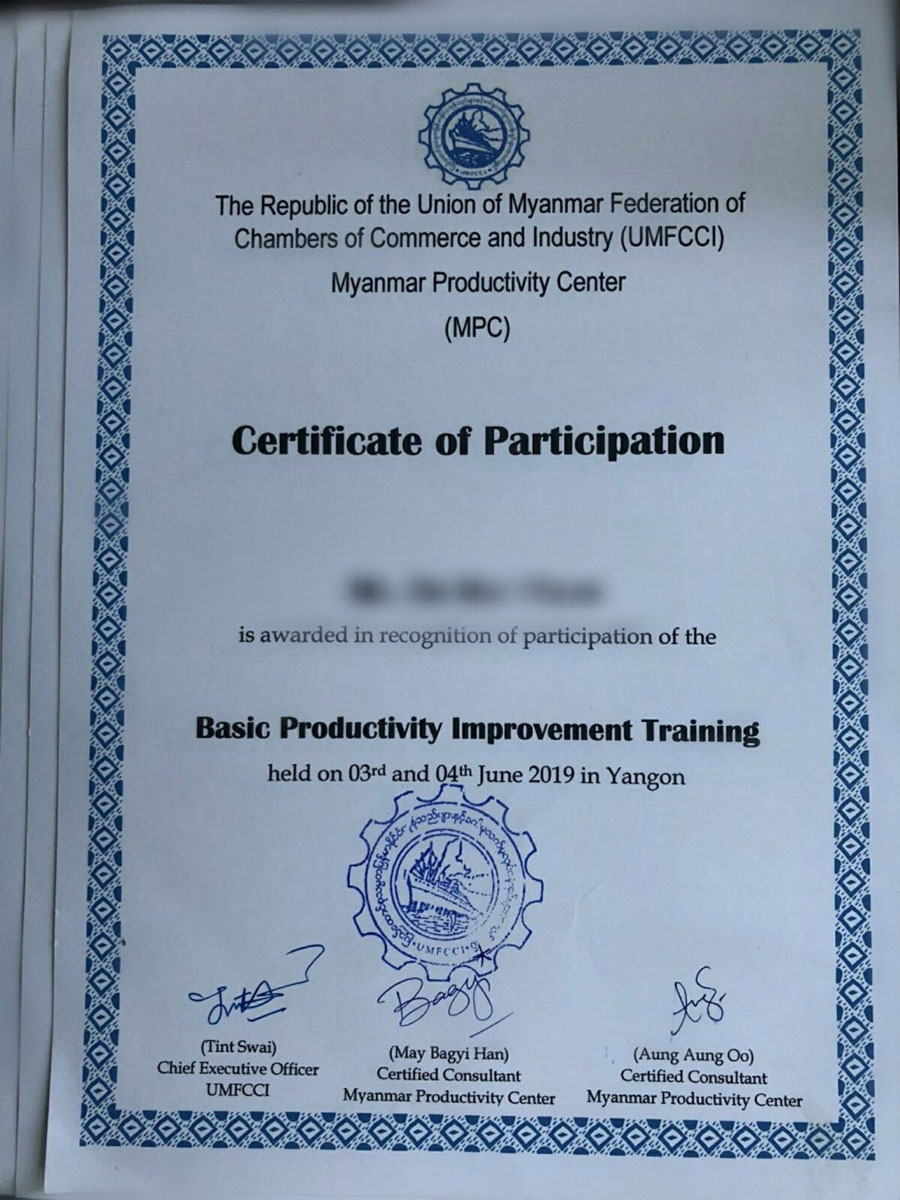 The Republic of the Union of Myanmar Federation of
Chambers of Commerce and Industry (UMFCCI)
Myanmar Productivity Center
(MPC)
Certificate of Participation
is awarded in recognition of participation of the
Basic Productivity Improvement Training
held on 03rd and 04th June 2019 in Yangon
UMFCCI
(Tint Swai)
Chief Executive Officer
UMFCCI
(May Bagyi Han)
Certified Consultant
Myanmar Productivity Center
(Aung Aung Oo)
Certified Consultant
Myanmar Productivity Center